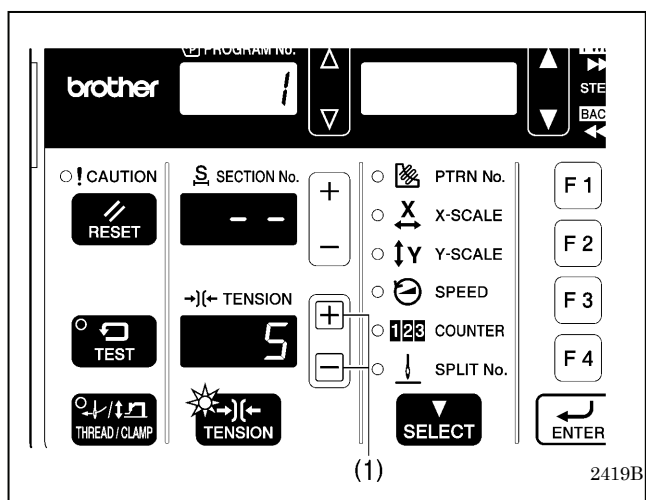 P PROGRAM No.
brother
1
STE
BAC
! CAUTION
S SECTION No.
PTRN No.
F 1
RESET
- -
+
-
X X-SCALE
Y Y-SCALE
F 2
TENSION
SPEED
F 3
TEST
5
+
-
123 COUNTER
SPLIT No.
F 4
THREAD / CLAMP
TENSION
SELECT
ENTER
(1)
2419B